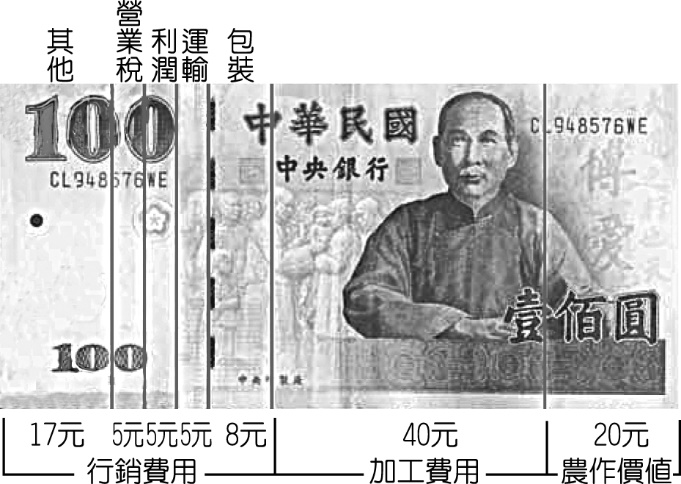 其他 營業稅 利潤 運輸 包裝
100
中華民國
CL948576WE
CL948576WE
中央銀行
博愛
壹佰圓
100
17元 5元 5元 5元 8元 40元 20元
行銷費用 加工費用 農作價値